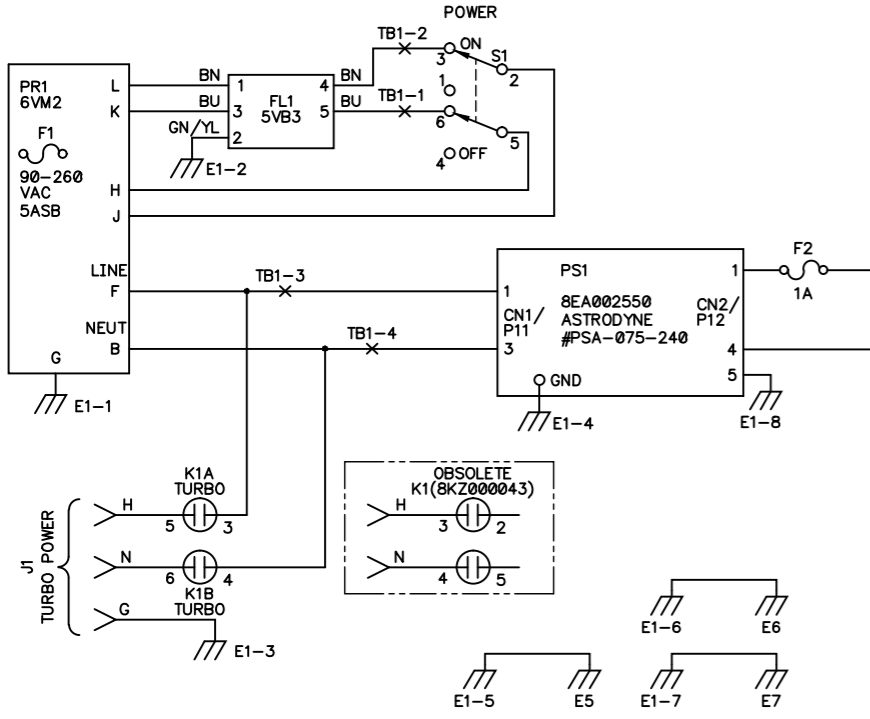 POWER
TB1-2
ON
S1
3
2
PR1
6VM2
L
BN
1
4
BN
FL1
5VB3
1
K
BU
3
5
BU
TB1-1
6
5
F1
GN/YL
2
E1-2
4
OFF
90-260
VAC
5ASB
H
J
LINE
F
TB1-3
NEUT
B
TB1-4
G
E1-1
PS1
1
CN1/
P11
3
8EA002550
ASTRODYNE
#PSA-075-240
1
CN2/
P12
4
5
F2
1A
GND
E1-4
E1-8
K1A
TURBO
H
5
3
N
6
4
K1B
TURBO
G
E1-3
J1
TURBO POWER
OBSOLETE
K1(8KZ000043)
H
3
2
N
4
5
E1-6
E6
E1-5
E5
E1-7
E7